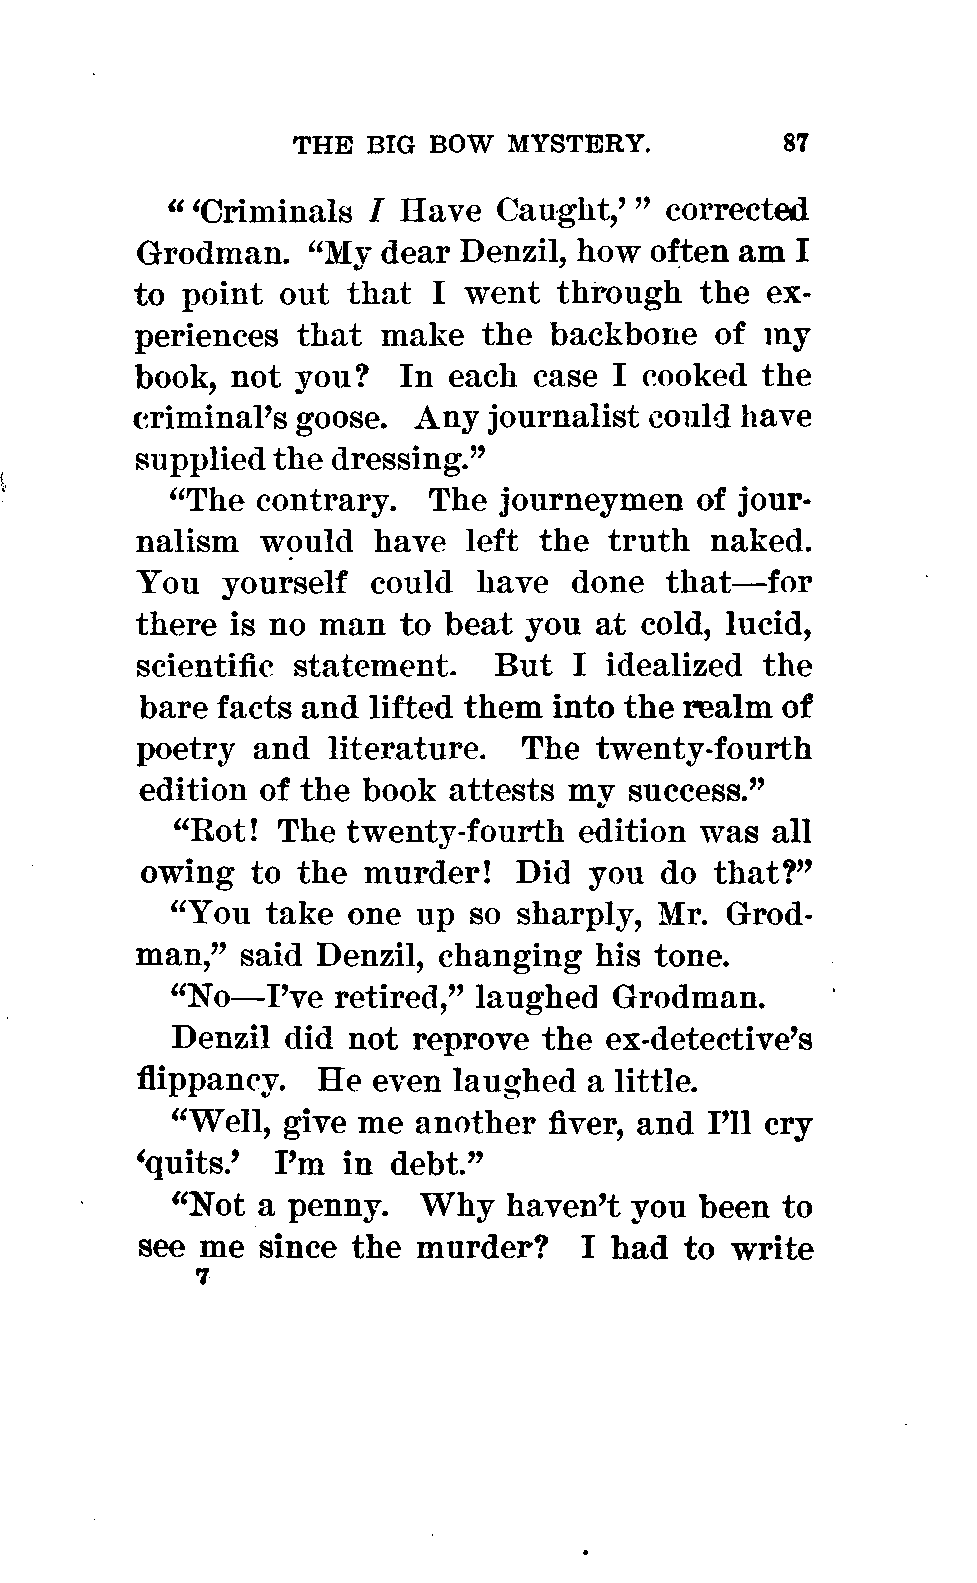 THE BIG BOW MYSTERY. 87
“ ‘Criminals I Have Caught,’ ” corrected
Grodman. “My dear Denzil, how often am I
to point out that I went through the ex-
periences that make the backbone of my
book, not you? In each case I cooked the
criminal’s goose. Any journalist could have
supplied the dressing.”
“The contrary. The journeymen of jour-
nalism would have left the truth naked.
You yourself could have done that—for
there is no man to beat you at cold, lucid,
scientific statement. But I idealized the
bare facts and lifted them into the realm of
poetry and literature. The twenty-fourth
edition of the book attests my success.”
“Rot! The twenty-fourth edition was all
owing to the murder! Did you do that?”
“You take one up so sharply, Mr. Grod-
man,” said Denzil, changing his tone.
“No—I’ve retired,” laughed Grodman.
Denzil did not reprove the ex-detective’s
flippancy. He even laughed a little.
“Well, give me another fiver, and I’ll cry
‘quits.’ I’m in debt.”
“Not a penny. Why haven’t you been to
see me since the murder? I had to write
7